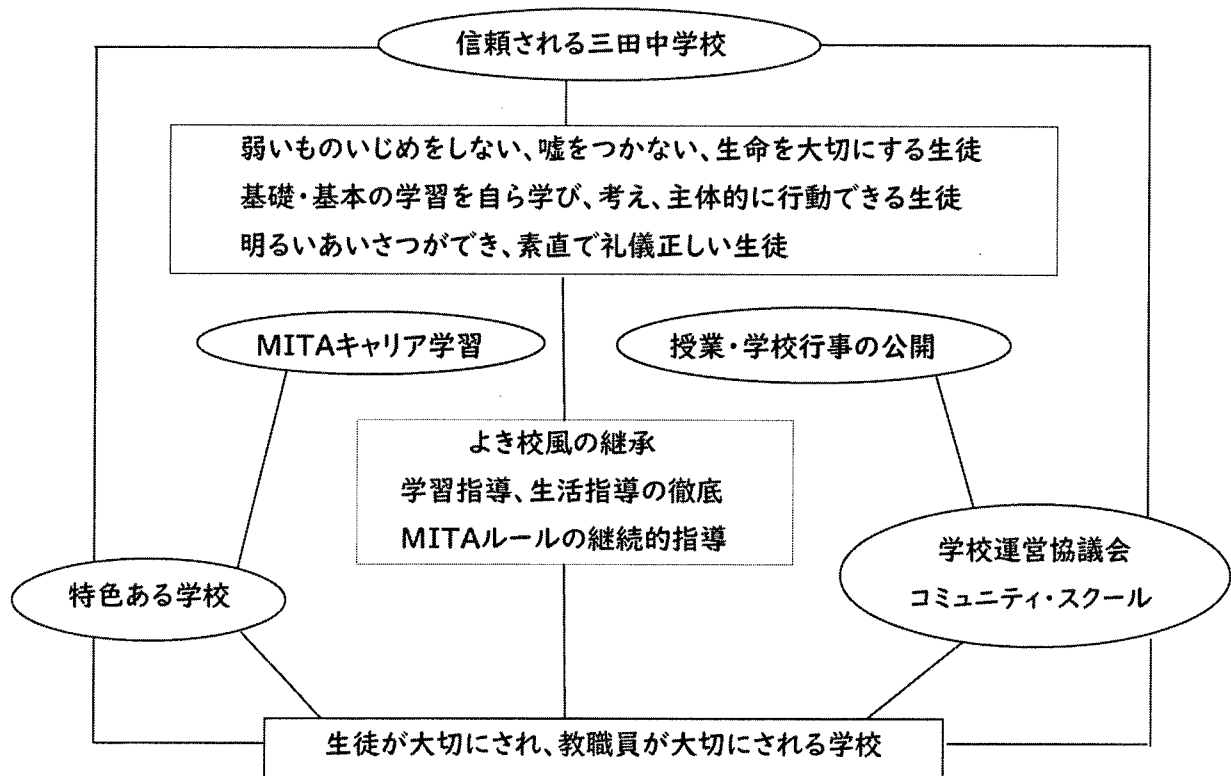 信頼される三田中学校
弱いものいじめをしない、嘘をつかない、生命を大切にする生徒
基礎・基本の学習を自ら学び、考え、主体的に行動できる生徒
明るいあいさつができ、素直で礼儀正しい生徒
MITAキャリア学習
授業・学校行事の公開
よき校風の継承
学習指導、生活指導の徹底
MITAルールの継続的指導
特色ある学校
学校運営協議会
コミュニティ・スクール
生徒が大切にされ、教職員が大切にされる学校